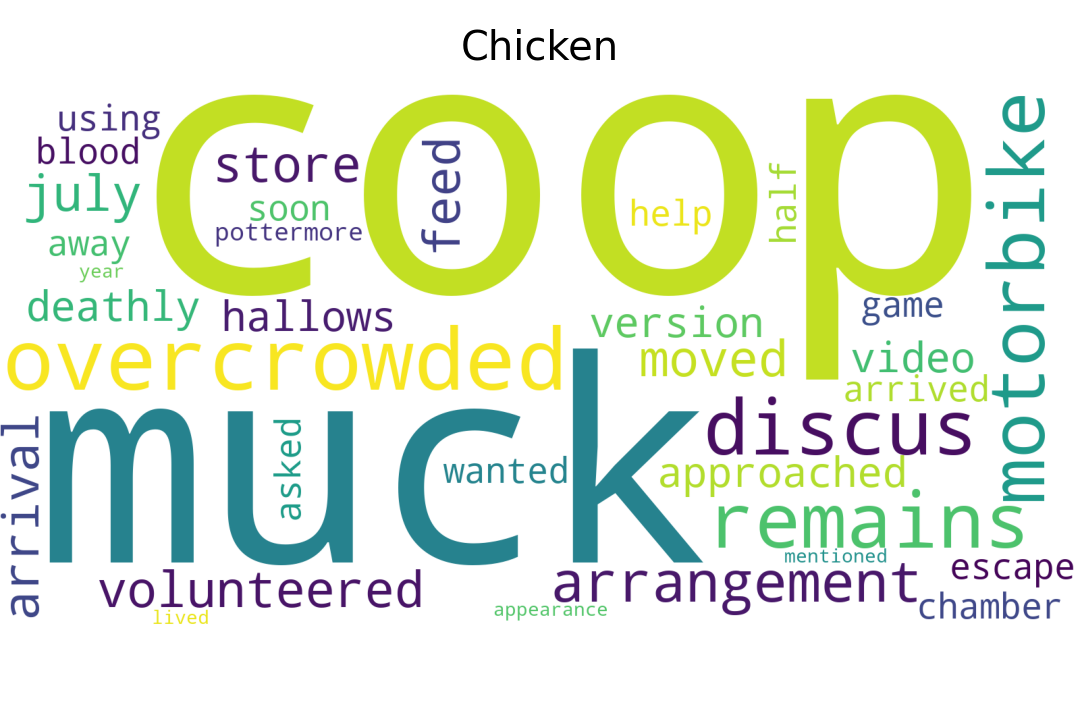 Chicken
coop
using
blood
store
feed
july
soon
help
half
motorbike
pottermore
away
year
deathly
hallows
version
game
overcrowded
moved
video
arrived
muck
discus
arrival
asked
wanted
approached
remains
mentioned
volunteered
arrangement
escape
chamber
lived
appearance